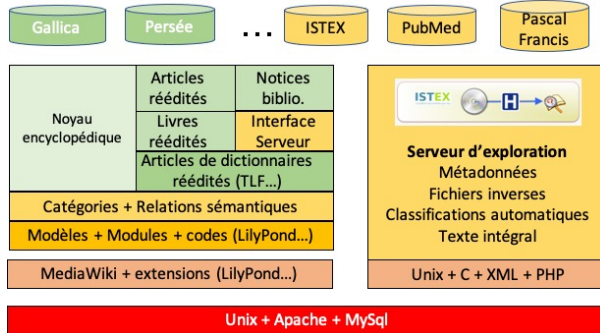 Gallica
Persée
...
ISTEX
PubMed
Pascal
Francis
Noyau
encyclopédique
Articles
réédités
Notices
biblio.
Livres
réédités
Interface
Serveur
Articles de dictionnaires
réédités (TLF...)
Catégories + Relations sémantiques
Modèles + Modules + codes (LilyPond...)
MediaWiki + extensions (LilyPond...)
ISTEX
H
Serveur d'exploration
Métadonnées
Fichiers inverses
Classifications automatiques
Texte intégral
Unix + C + XML + PHP
Unix + Apache + MySql